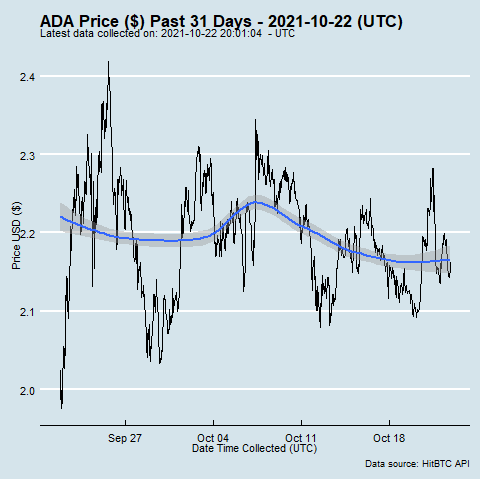 ADA Price ($) Past 31 Days - 2021-10-22 (UTC)
Latest data collected on: 2021-10-22 20:01:04 - UTC
2.4
2.3
2.2
2.1
2.0
Price USD ($)
Sep 27
Oct 04
Oct 11
Oct 18
Date Time Collected (UTC)
Data source: HitBTC API